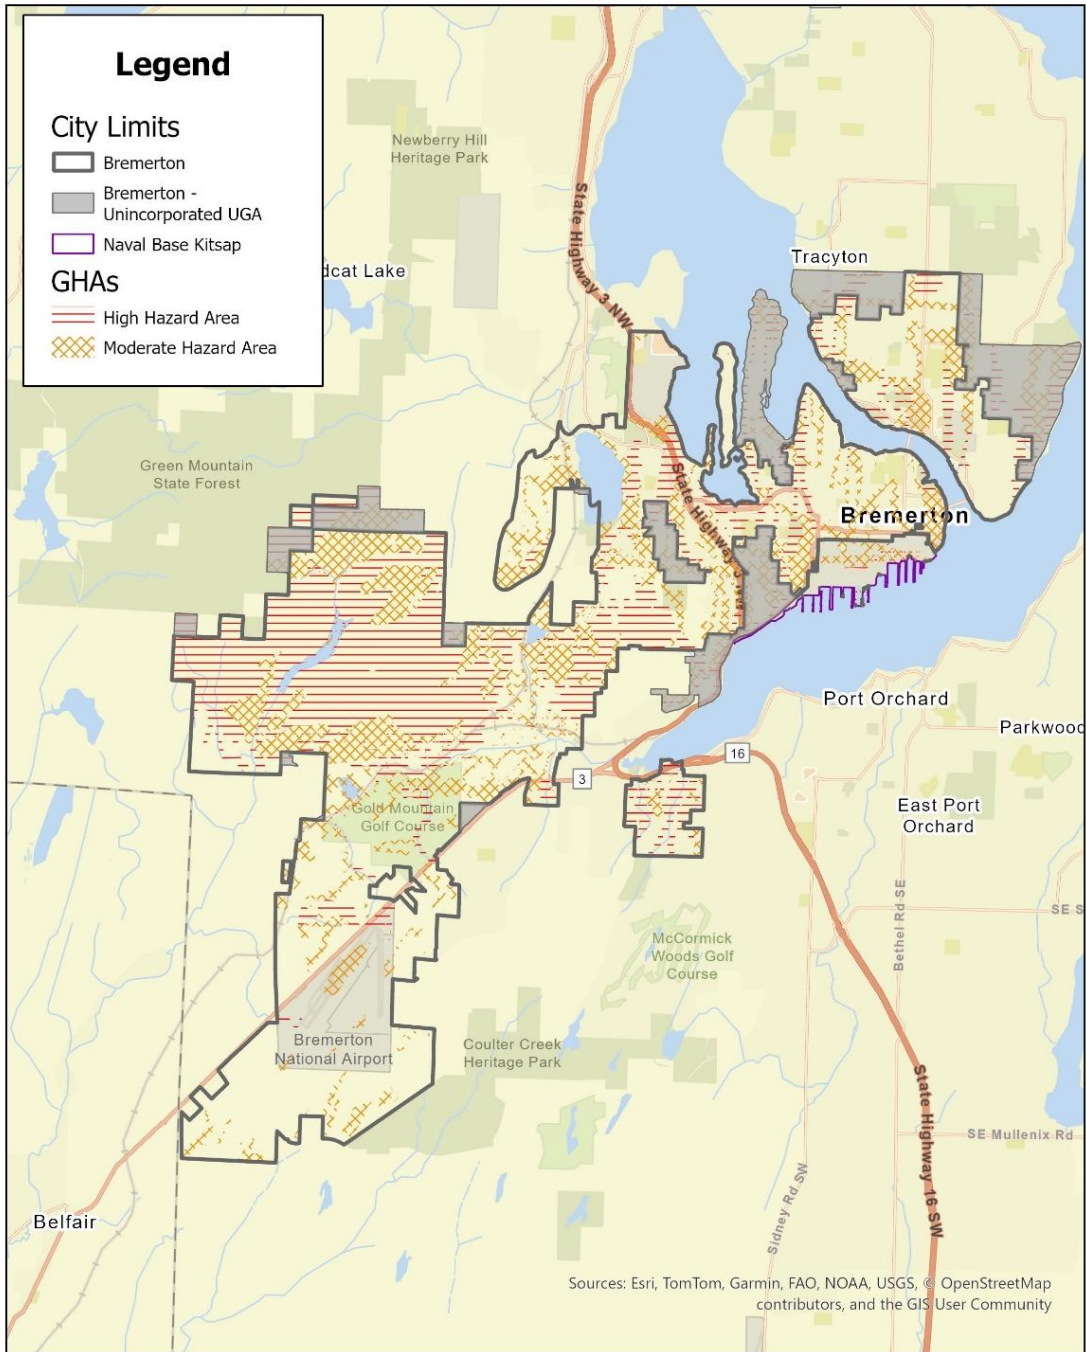 Legend
City Limits
Bremerton
Bremerton -
Unincorporated UGA
Naval Base Kitsap
GHAs
High Hazard Area
Moderate Hazard Area
Newberry Hill
Heritage Park
State Highway 3 NW
dcat Lake
Tracyton
Green Mountain
State Forest
State Highway 3
Bremerton
Port Orchard
Parkwood
16
3
East Port
Orchard
Gold Mountain
Golf Course
Bethel Rd SE
SE S
McCormick
Woods Golf
Course
Bremerton
National Airport
Coulter Creek
Heritage Park
State Highway 16 SW
SE Mullenix Rd
Sidney Rd SW
Belfair
Sources: Esri, TomTom, Garmin, FAO, NOAA, USGS, © OpenStreetMap
contributors, and the GIS User Community